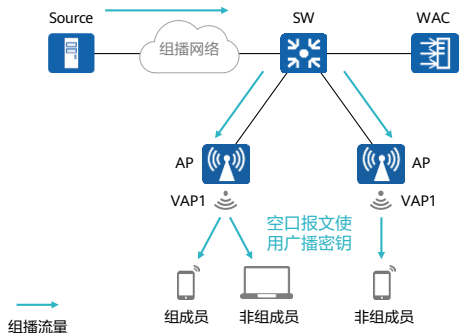 Source
SW
WAC
组播网络
AP
AP
VAP1
VAP1
空口报文使
用广播密钥
组成员
非组成员
非组成员
组播流量